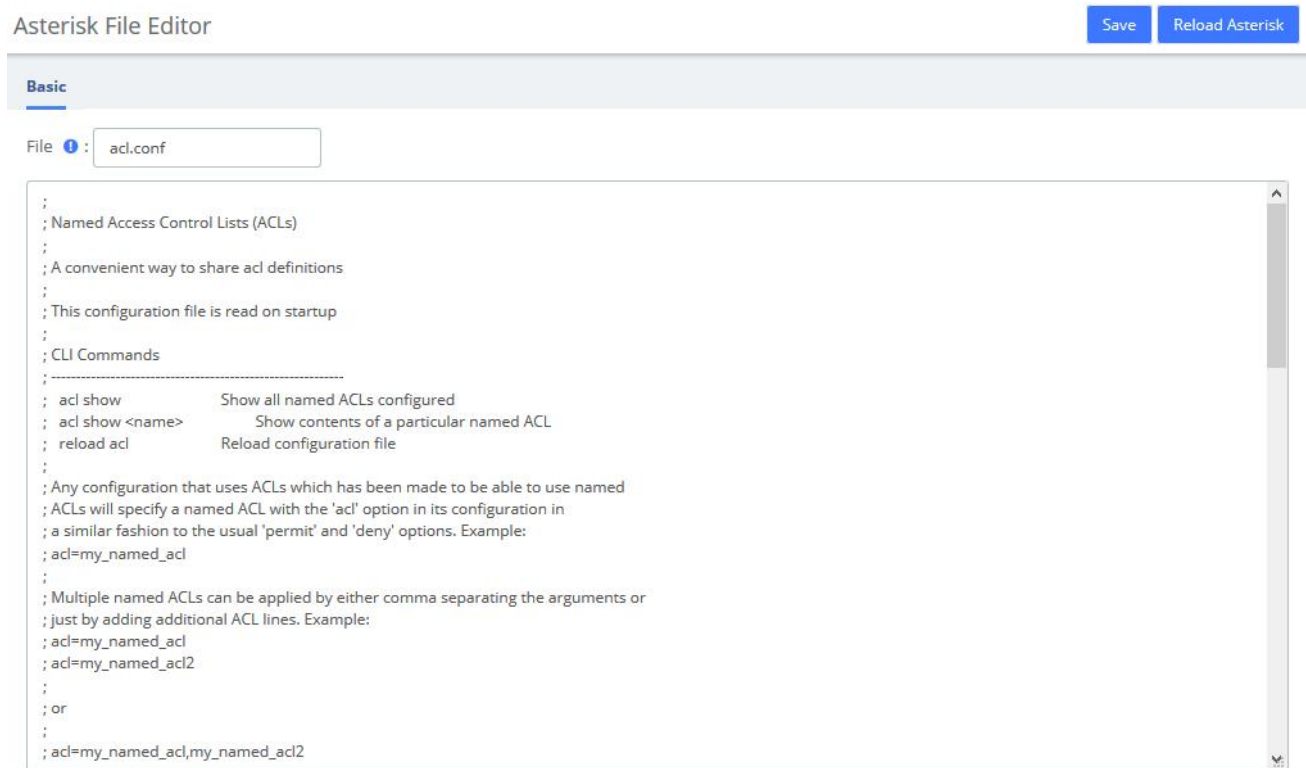 Asterisk File Editor
Save
Reload Asterisk
Basic
File ! :
acl.conf
;
; Named Access Control Lists (ACLs)
;
; A convenient way to share acl definitions
;
; This configuration file is read on startup
;
; CLI Commands
; -----------------------------------------------------------
;  acl show  Show all named ACLs configured
;  acl show <name>  Show contents of a particular named ACL
;  reload acl  Reload configuration file
;
; Any configuration that uses ACLs which has been made to be able to use named
; ACLs will specify a named ACL with the 'acl' option in its configuration in
; a similar fashion to the usual 'permit' and 'deny' options. Example:
; acl=my_named_acl
;
; Multiple named ACLs can be applied by either comma separating the arguments or
; just by adding additional ACL lines. Example:
; acl=my_named_acl
; acl=my_named_acl2
;
; or
;
; acl=my_named_acl,my_named_acl2